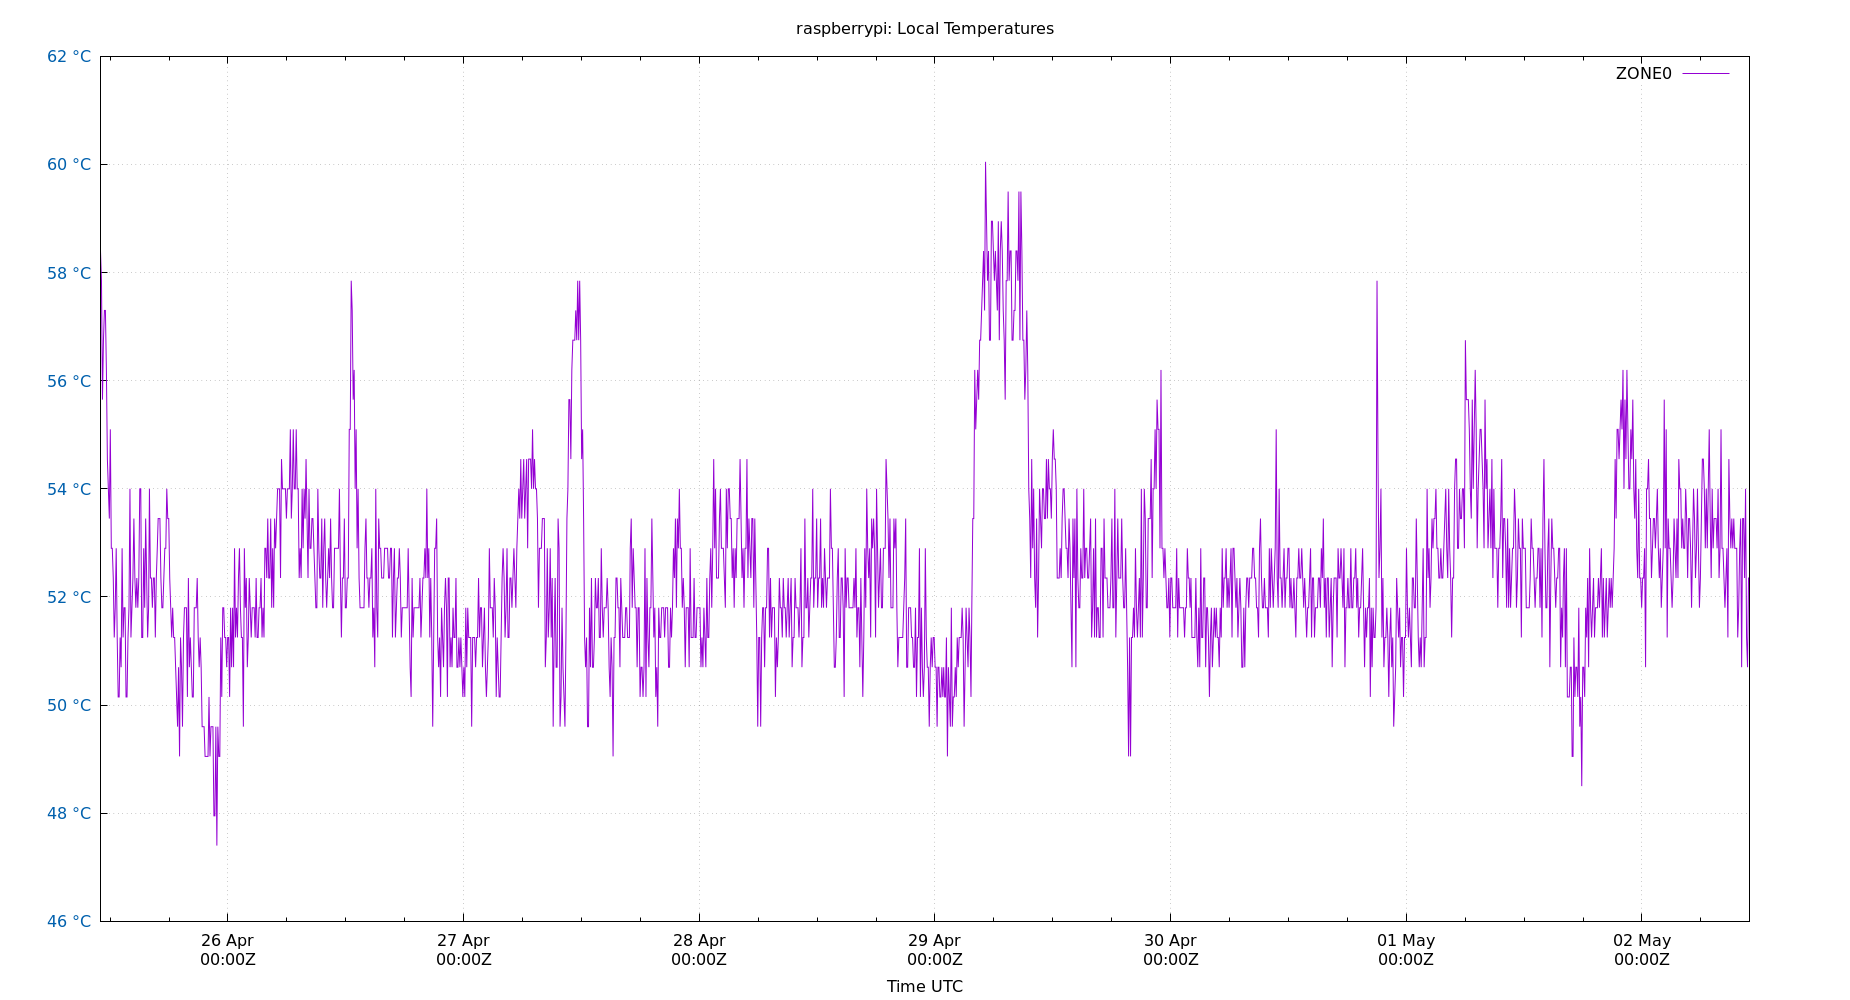 raspberrypi: Local Temperatures
ZONE0
62 °C
60 °C
58 °C
56 °C
54 °C
52 °C
50 °C
48 °C
46 °C
26 Apr 27 Apr 28 Apr 29 Apr 30 Apr 01 May 02 May
00:00Z 00:00Z 00:00Z 00:00Z 00:00Z 00:00Z 00:00Z
Time UTC